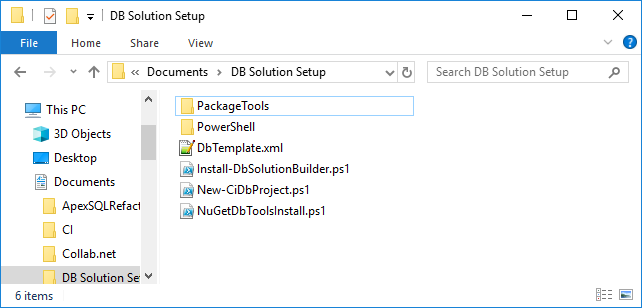 DB Solution Setup
File Home Share View
« Documents > DB Solution Setup
Search DB Solution Setup
This PC
3D Objects
Desktop
Documents
ApexSQLRefact
CI
Collab.net
DB Solution Set
PackageTools
PowerShell
DbTemplate.xml
Install-DbSolutionBuilder.ps1
New-CiDbProject.ps1
NuGetDbToolsInstall.ps1
6 items